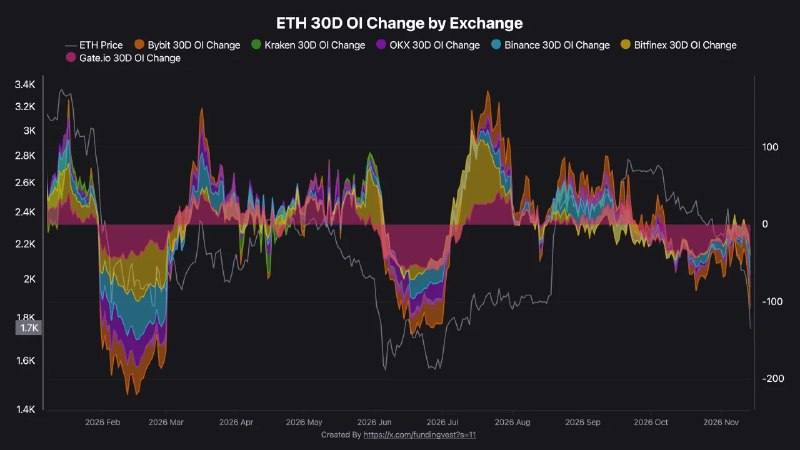 ETH 30D OI Change by Exchange
ETH Price Bybit 30D OI Change Kraken 30D OI Change OKX 30D OI Change Binance 30D OI Change Bitfinex 30D OI Change
Gate.io 30D OI Change
3.4K
3.2K
3K
2.8K
2.6K
2.4K
2.2K
2K
1.8K
1.7K
1.6K
1.4K
100
0
-100
-200
2026 Feb 2026 Mar 2026 Apr 2026 May 2026 Jun 2026 Jul 2026 Aug 2026 Sep 2026 Oct 2026 Nov
Created By https://x.com/fundingvest?s=11